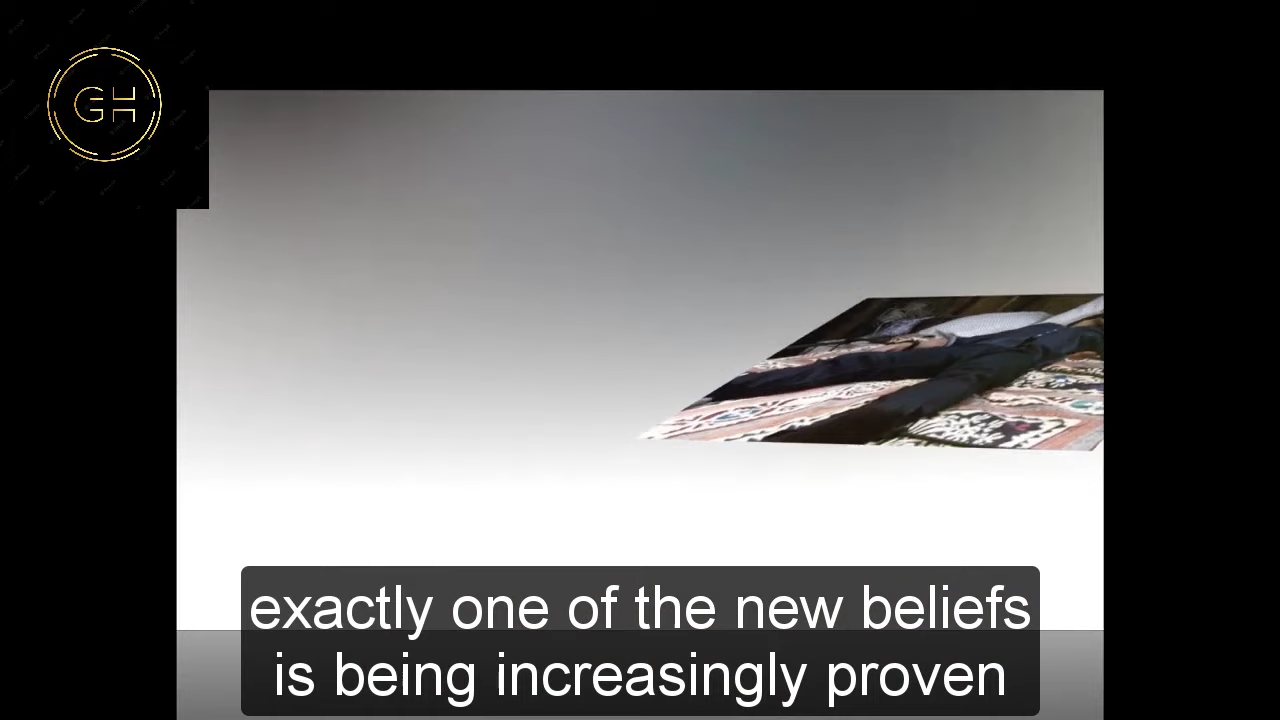 GH
exactly one of the new beliefs
is being increasingly proven